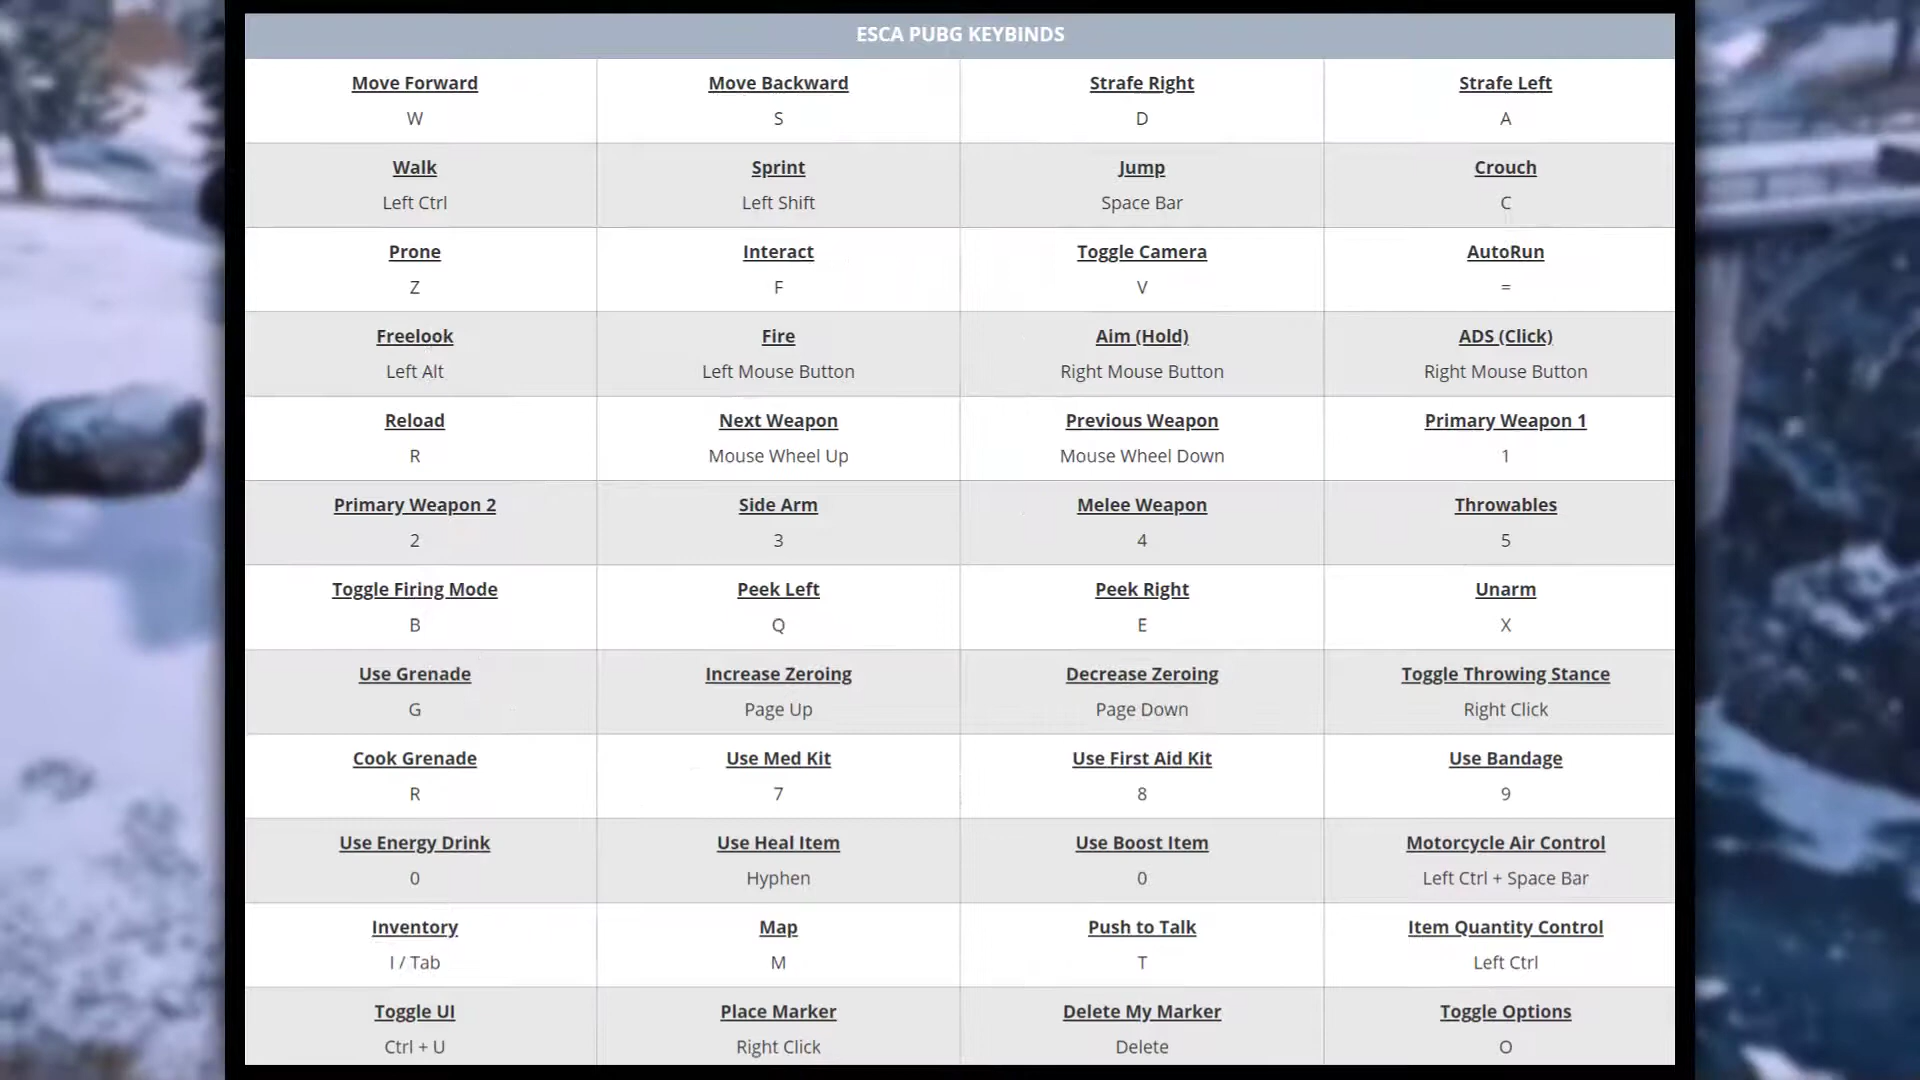 ESCA PUBG KEYBINDS
Move Forward Move Backward Strafe Right Strafe Left
W S D A
Walk Sprint Jump Crouch
Left Ctrl Left Shift Space Bar C
Prone Interact Toggle Camera AutoRun
Z F V =
Freelook Fire Aim (Hold) ADS (Click)
Left Alt Left Mouse Button Right Mouse Button Right Mouse Button
Reload Next Weapon Previous Weapon Primary Weapon 1
R Mouse Wheel Up Mouse Wheel Down 1
Primary Weapon 2 Side Arm Melee Weapon Throwables
2 3 4 5
Toggle Firing Mode Peek Left Peek Right Unarm
B Q E X
Use Grenade Increase Zeroing Decrease Zeroing Toggle Throwing Stance
G Page Up Page Down Right Click
Cook Grenade Use Med Kit Use First Aid Kit Use Bandage
R 7 8 9
Use Energy Drink Use Heal Item Use Boost Item Motorcycle Air Control
0 Hyphen 0 Left Ctrl + Space Bar
Inventory Map Push to Talk Item Quantity Control
I / Tab M T Left Ctrl
Toggle UI Place Marker Delete My Marker Toggle Options
Ctrl + U Right Click Delete O